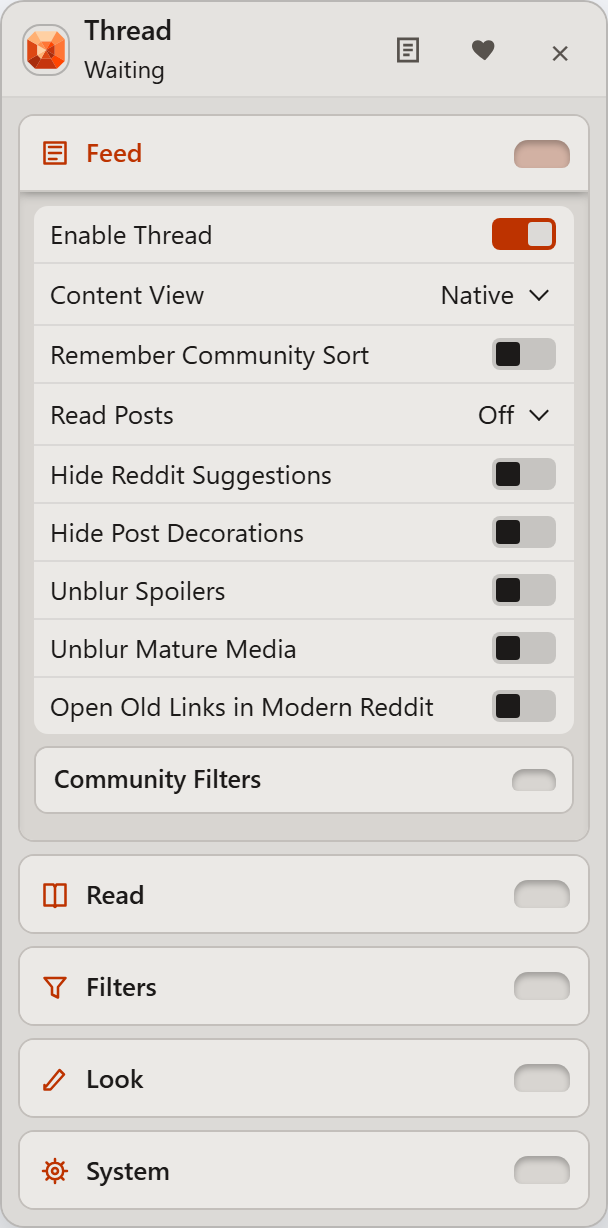 Thread
Waiting
Feed
Enable Thread
Content View Native
Remember Community Sort
Read Posts Off
Hide Reddit Suggestions
Hide Post Decorations
Unblur Spoilers
Unblur Mature Media
Open Old Links in Modern Reddit
Community Filters
Read
Filters
Look
System